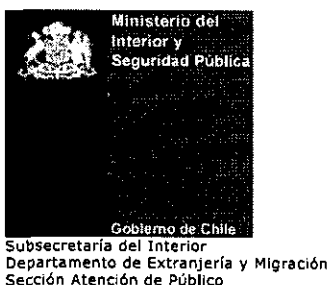 Ministerio del
Interior y
Seguridad Pública
Gobierno de Chile
Subsecretaría del Interior
Departamento de Extranjería y Migración
Sección Atención de Público